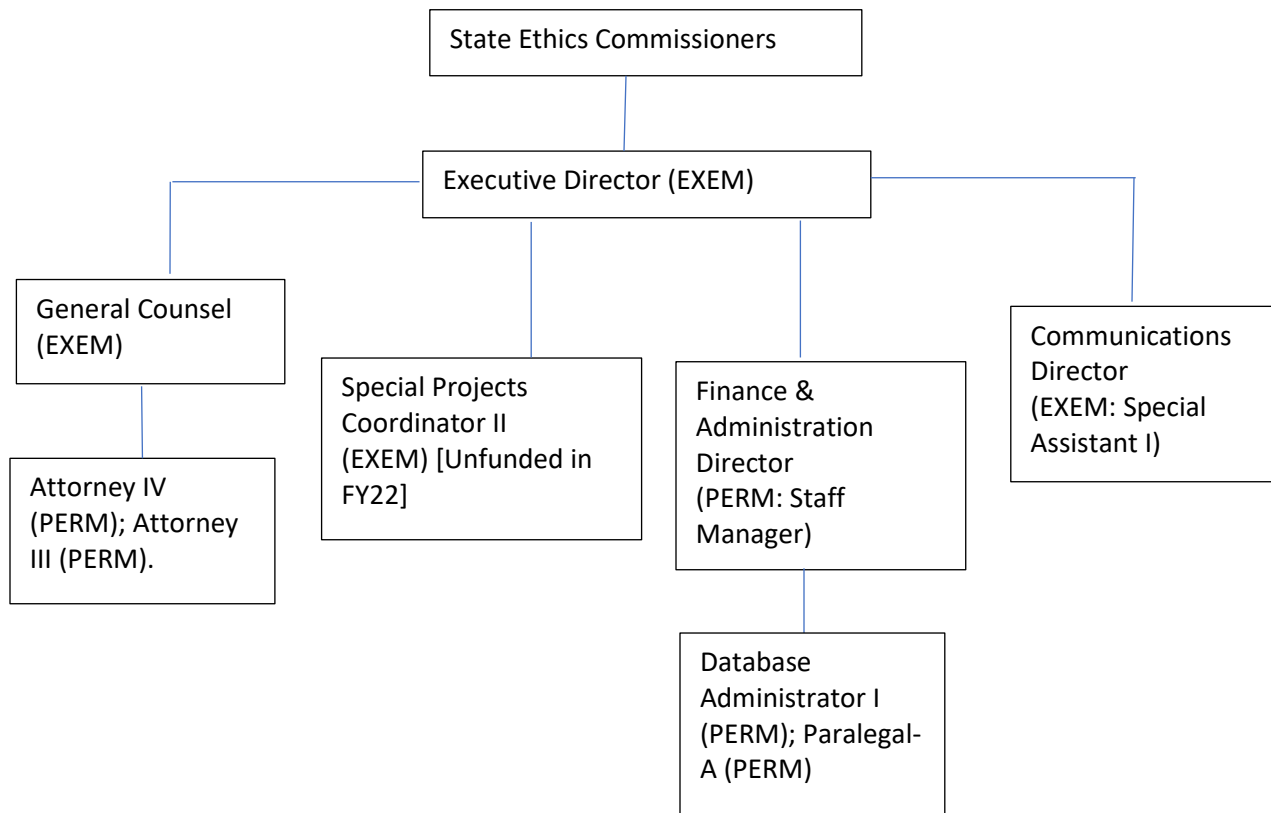 State Ethics Commissioners
Executive Director (EXEM)
General Counsel
(EXEM)
Attorney IV
(PERM); Attorney
III (PERM).
Special Projects
Coordinator II
(EXEM) [Unfunded in
FY22]
Finance &
Administration
Director
(PERM: Staff
Manager)
Database
Administrator I
(PERM); Paralegal-
A (PERM)
Communications
Director
(EXEM: Special
Assistant I)